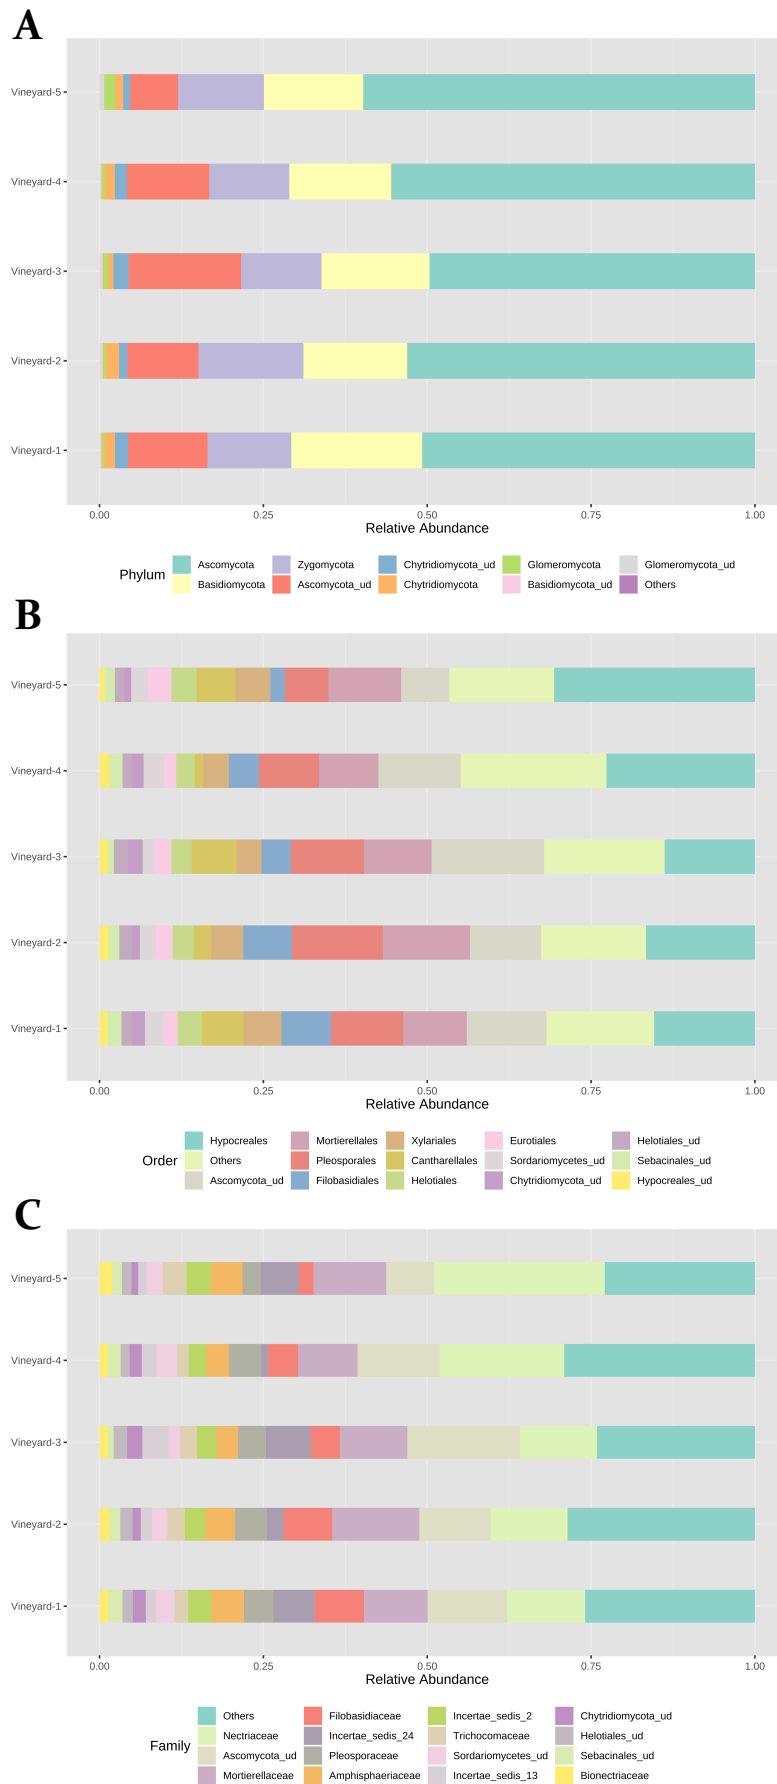 A
Vineyard-5
Vineyard-4
Vineyard-3
Vineyard-2
Vineyard-1
0.00 0.25 0.50 0.75 1.00
Relative Abundance
Phylum
Ascomycota Zygomycota Chytridiomycota_ud Glomeromycota Glomeromycota_ud
Basidiomycota Ascomycota_ud Chytridiomycota Basidiomycota_ud Others
B
Vineyard-5
Vineyard-4
Vineyard-3
Vineyard-2
Vineyard-1
0.00 0.25 0.50 0.75 1.00
Relative Abundance
Order
Hypocreales Mortierellales Xylariales Eurotiales Helotiales_ud
Others Pleosporales Cantharellales Sordariomycetes_ud Sebacinales_ud
Ascomycota_ud Filobasidiales Helotiales Chytridiomycota_ud Hypocreales_ud
C
Vineyard-5
Vineyard-4
Vineyard-3
Vineyard-2
Vineyard-1
0.00 0.25 0.50 0.75 1.00
Relative Abundance
Family
Others Filobasidiaceae Incertae_sedis_2 Chytridiomycota_ud
Nectriaceae Incertae_sedis_24 Trichocomaceae Helotiales_ud
Ascomycota_ud Pleosporaceae Sordariomycetes_ud Sebacinales_ud
Mortierellaceae Amphisphaeriaceae Incertae_sedis_13 Bionectriaceae